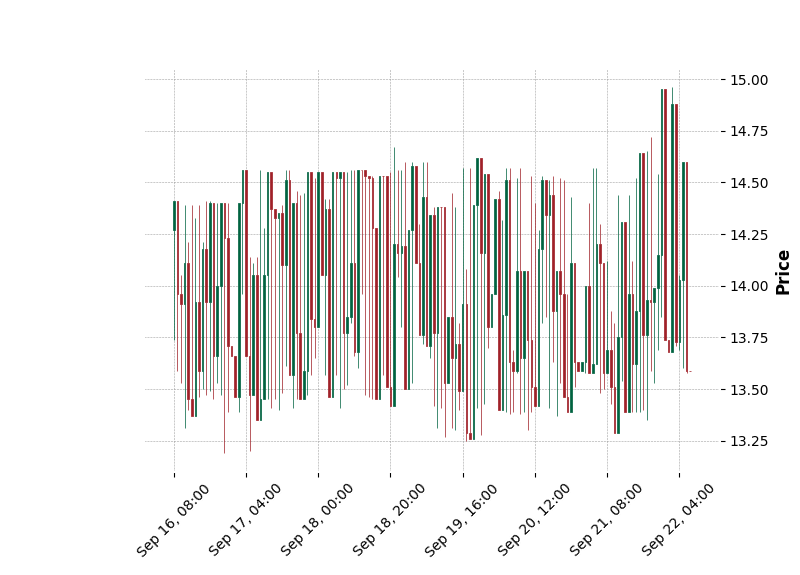 15.00
14.75
14.50
14.25
14.00
13.75
13.50
13.25
Price
Sep 16, 08:00
Sep 17, 04:00
Sep 18, 00:00
Sep 18, 20:00
Sep 19, 16:00
Sep 20, 12:00
Sep 21, 08:00
Sep 22, 04:00